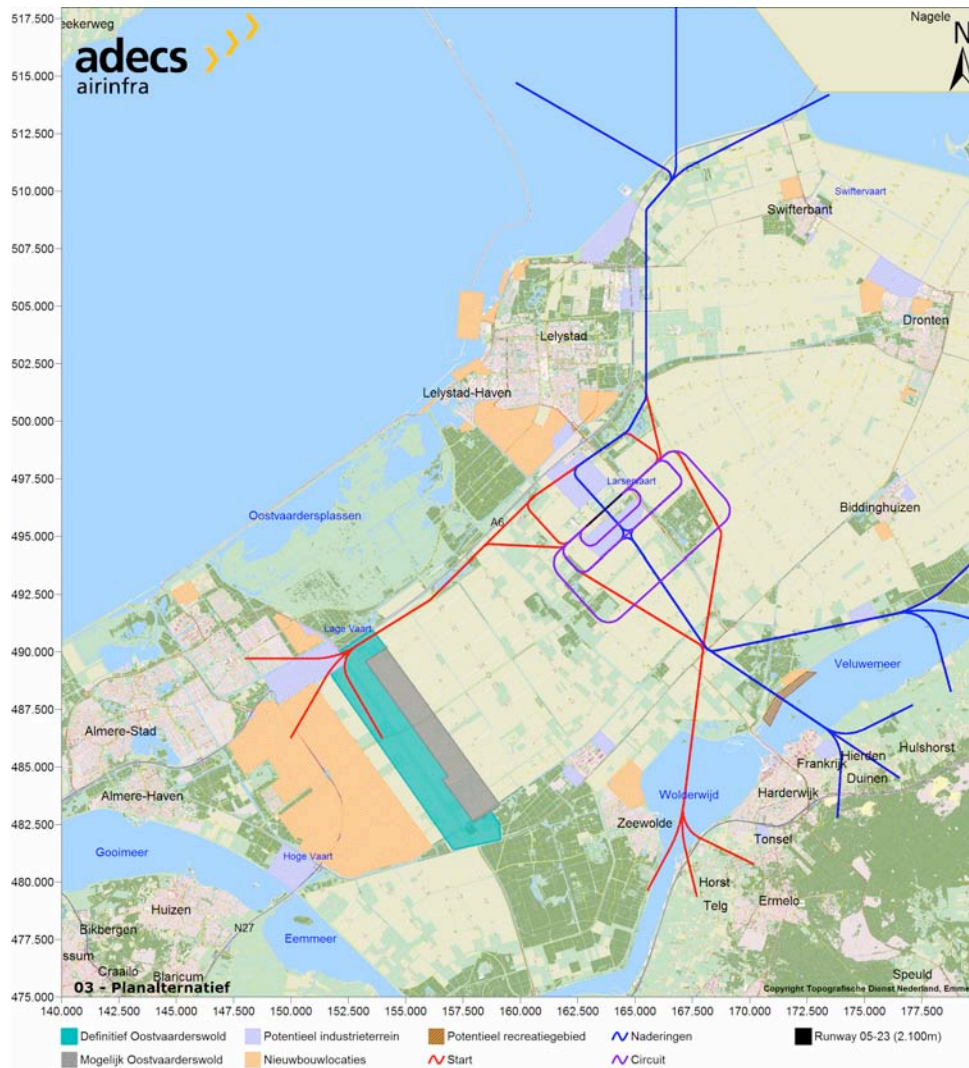 517.500
515.000
512.500
510.000
507.500
505.000
502.500
500.000
497.500
495.000
492.500
490.000
487.500
485.000
482.500
480.000
477.500
475.000
eekerweg
adecs
airinfra
Nagele
N
Swiftervaart
Swifterbant
Dronten
Lelystad
Lelystad-Haven
Larservaart
Biddinghuizen
Oostvaardersplassen
A6
Lage Vaart
Veluwemeer
Almere-Stad
Almere-Haven
Hulshorst
Hierden
Frankrijk
Duinen
Harderwijk
Wolderwijd
Zeewolde
Tonsel
Gooimeer
Hoge Vaart
Horst
Telg
Ermelo
Huizen
Bikbergen
N27
Eemmeer
ssum
Craailo
Blaricum
Speuld
03 - Planalternatief
Copyright Topografische Dienst Nederland, Emme
140.000 142.500 145.000 147.500 150.000 152.500 155.000 157.500 160.000 162.500 165.000 167.500 170.000 172.500 175.000 177.500
Definitief Oostvaarderswold Potentieel industrieterrein Potentieel recreatiegebied Naderingen Runway 05-23 (2.100m)
Mogelijk Oostvaarderswold Nieuwbouwlocaties Start Circuit